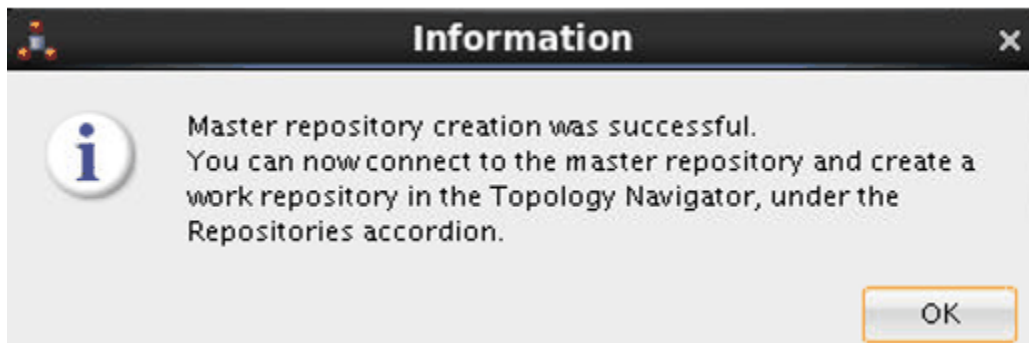 Information
Master repository creation was successful.
You can now connect to the master repository and create a
work repository in the Topology Navigator, under the
Repositories accordion.
OK